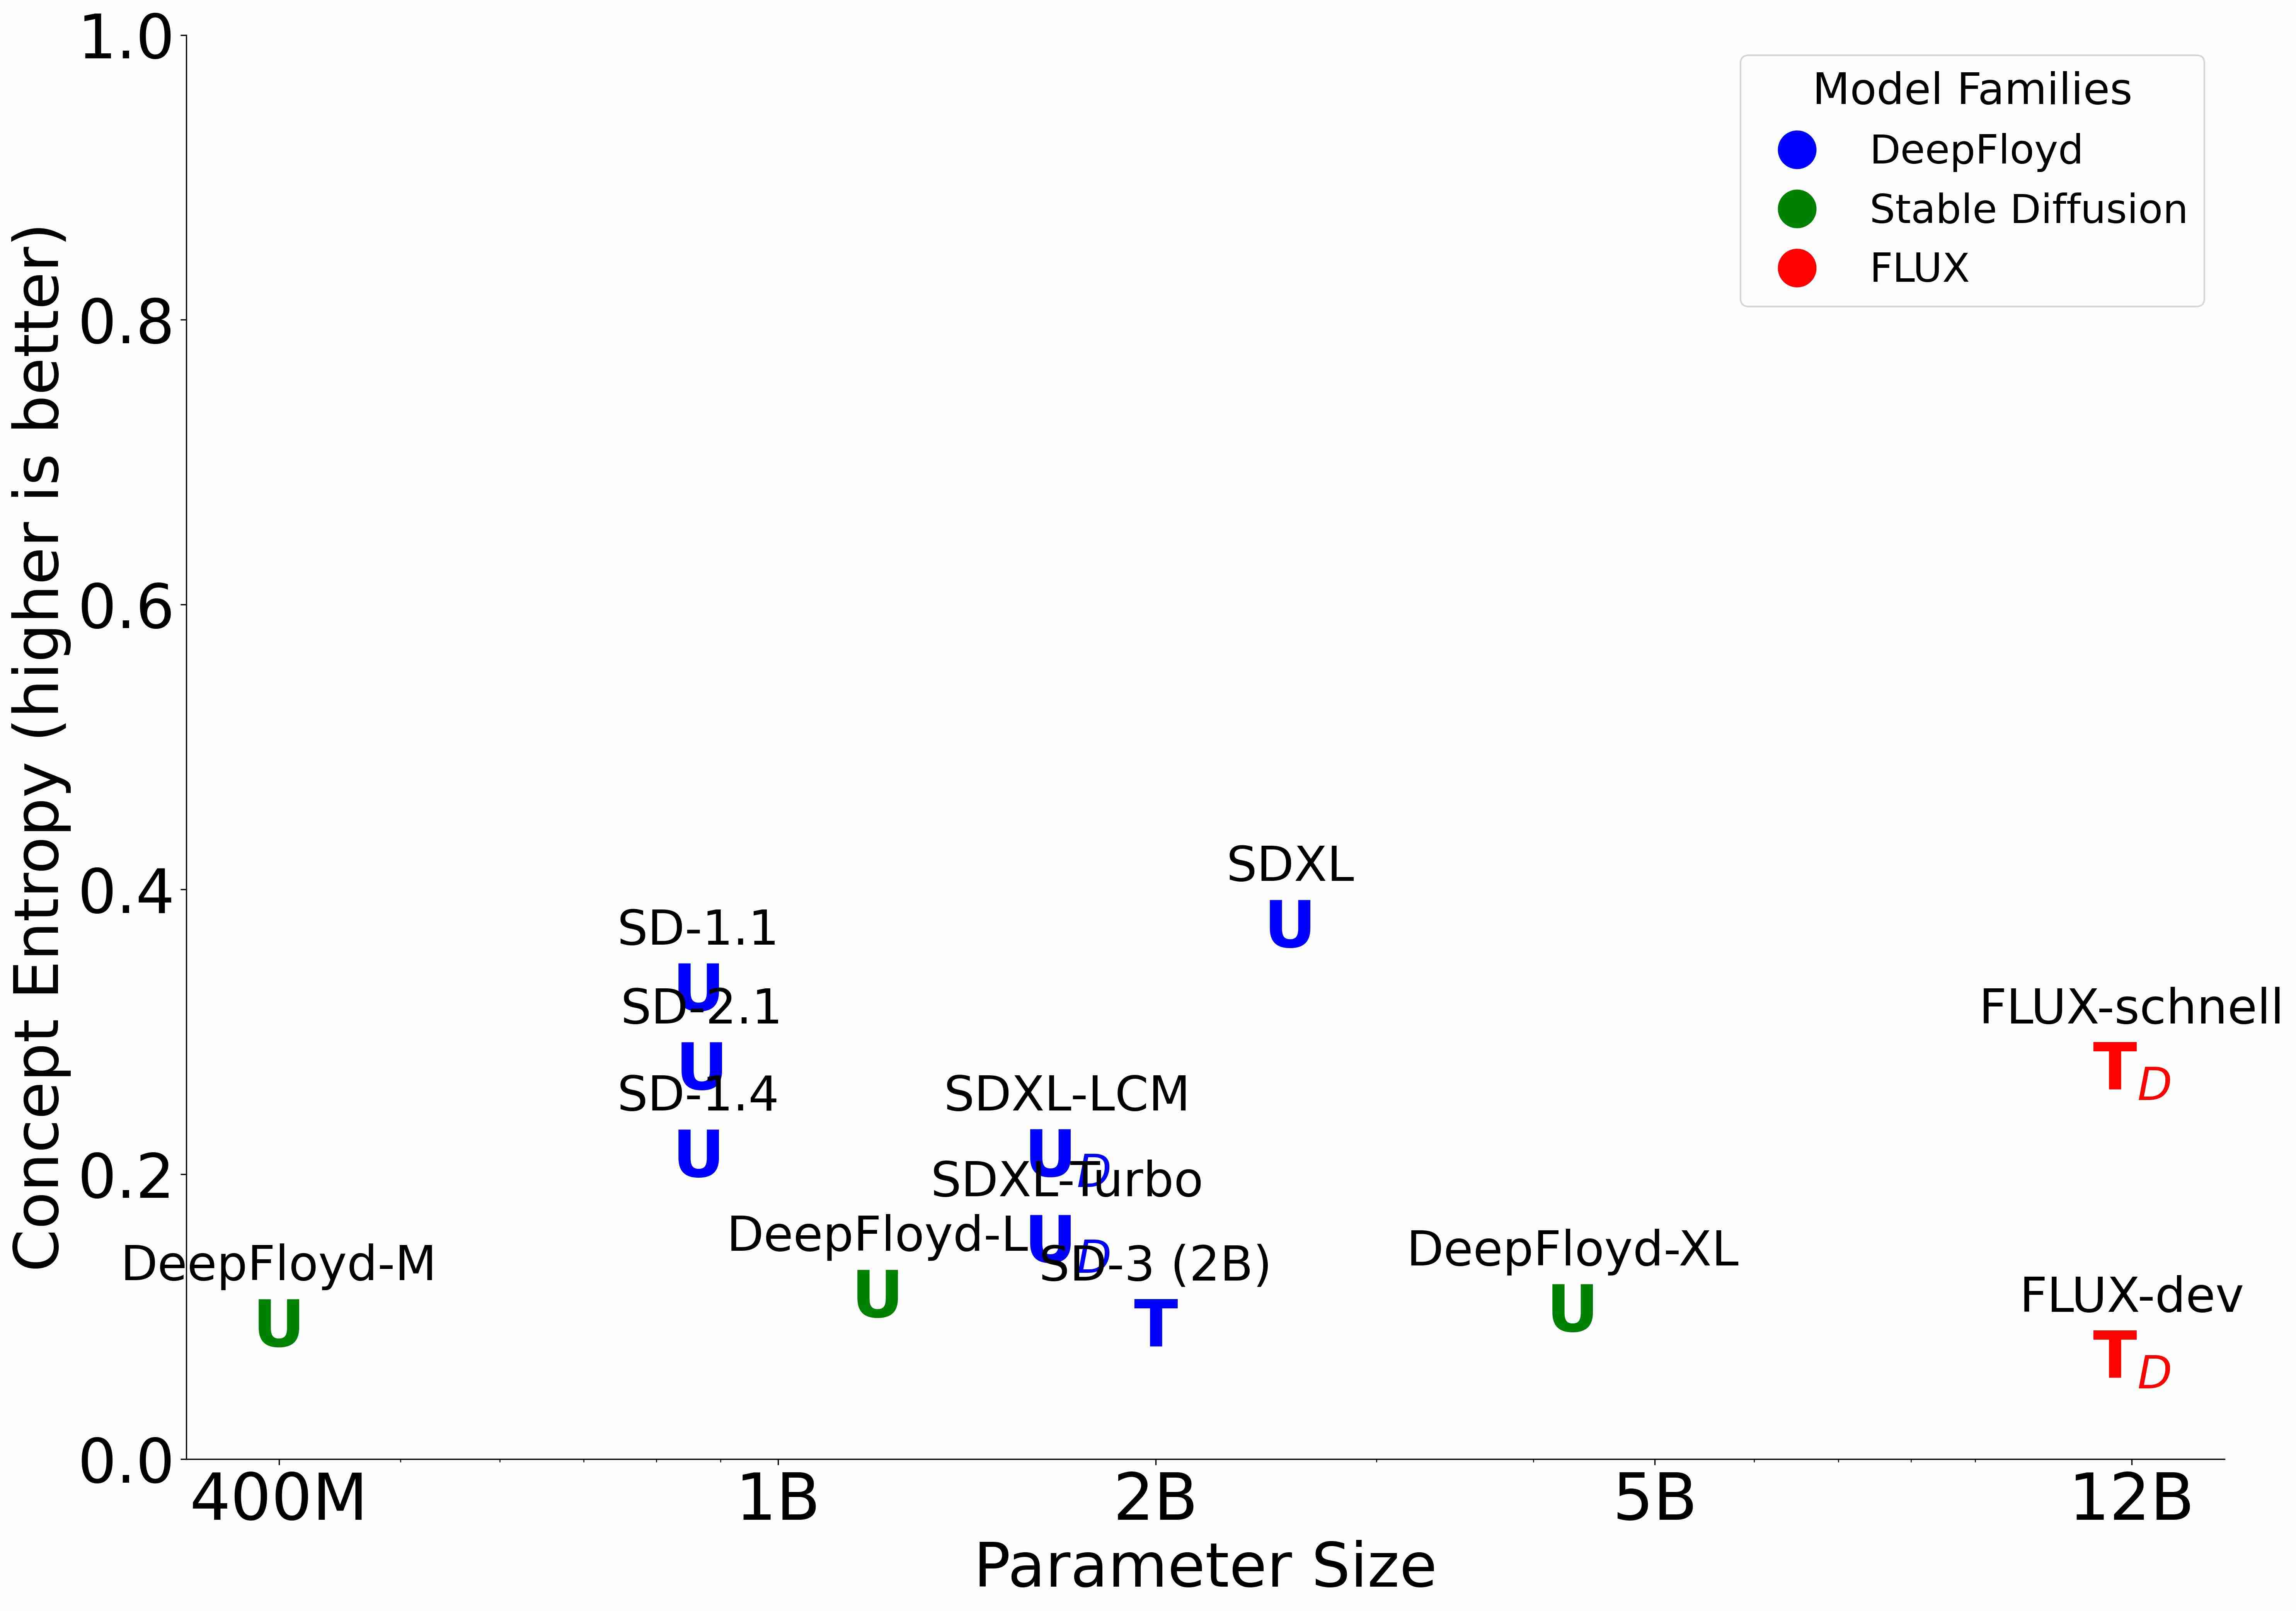 1.0
0.8
0.6
0.4
0.2
0.0
Concept Entropy (higher is better)
Model Families
DeepFloyd
Stable Diffusion
FLUX
SDXL
U
SD-1.1
U
SD-2.1
U
SD-1.4
U
FLUX-schnell
T D
SDXL-LCM
U D
SDXL-Turbo
U D
DeepFloyd-L
U
DeepFloyd-M
U
SD-3 (2B)
T
DeepFloyd-XL
U
FLUX-dev
T D
400M
1B
2B
5B
12B
Parameter Size